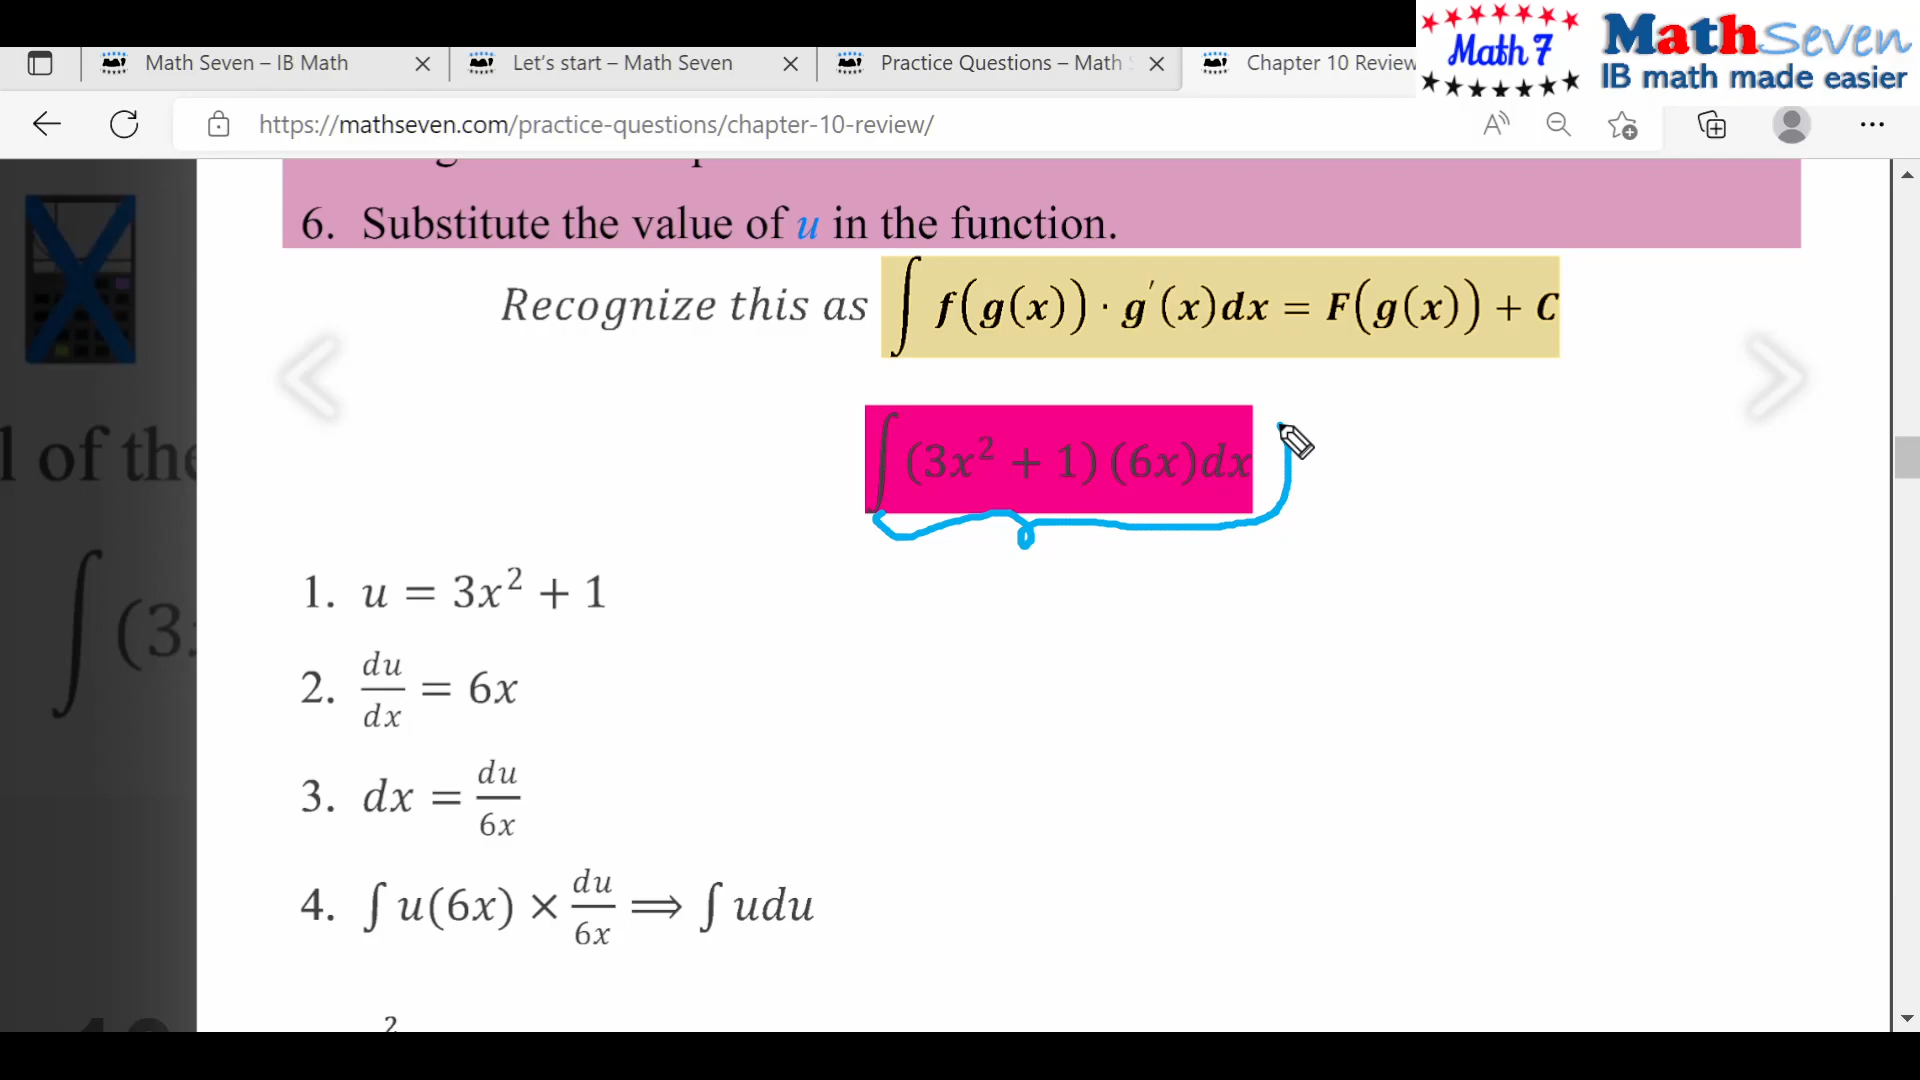 Math 7
MathSeven
IB math made easier
Math Seven – IB Math
Let's start – Math Seven
Practice Questions – Math
Chapter 10 Review
https://mathseven.com/practice-questions/chapter-10-review/
6. Substitute the value of u in the function.
Recognize this as ∫ f(g(x)) · g′(x)dx = F(g(x)) + C
l of the
∫(3x² + 1)(6x)dx
∫(3
1. u = 3x² + 1
2. du/dx = 6x
3. dx = du/6x
4. ∫ u(6x) × du/6x ⟹ ∫ udu
2